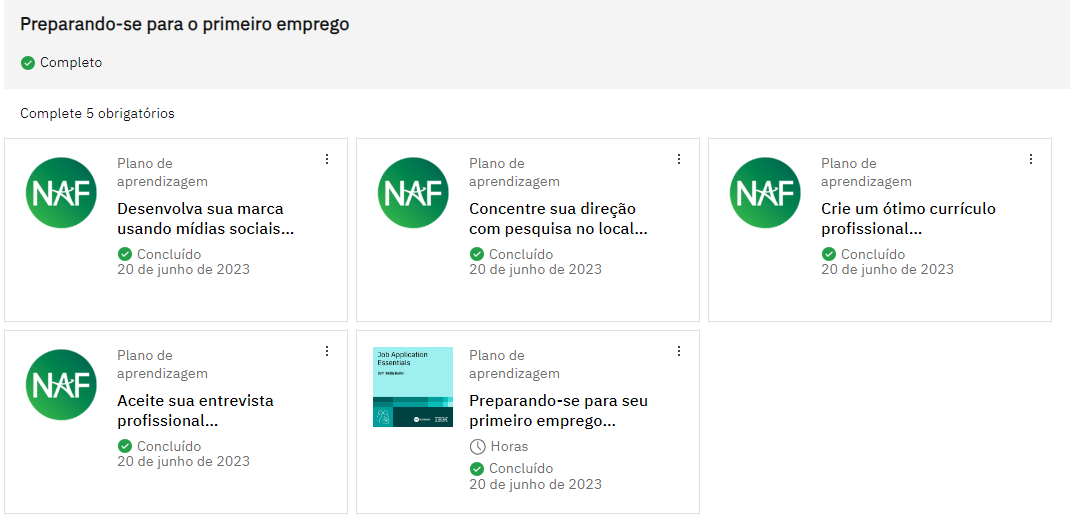 Preparando-se para o primeiro emprego
Completo
Complete 5 obrigatórios
NAF
Plano de
aprendizagem
Desenvolva sua marca
usando mídias sociais...
Concluído
20 de junho de 2023
NAF
Plano de
aprendizagem
Concentre sua direção
com pesquisa no local...
Concluído
20 de junho de 2023
NAF
Plano de
aprendizagem
Crie um ótimo currículo
profissional...
Concluído
20 de junho de 2023
NAF
Plano de
aprendizagem
Aceite sua entrevista
profissional...
Concluído
20 de junho de 2023
Job Application
Essentials
IBM
Plano de
aprendizagem
Preparando-se para seu
primeiro emprego...
Horas
Concluído
20 de junho de 2023